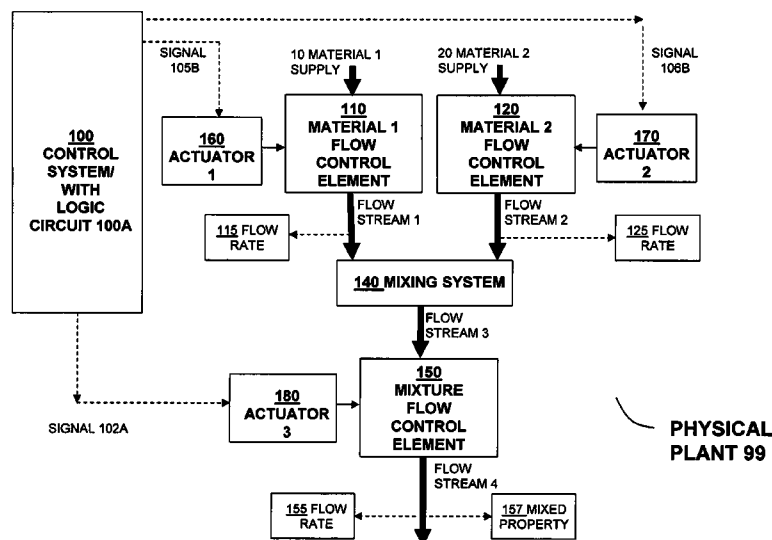 SIGNAL
105B
10 MATERIAL 1
SUPPLY
20 MATERIAL 2
SUPPLY
SIGNAL
106B
100
CONTROL
SYSTEM/
WITH
LOGIC
CIRCUIT 100A
160
ACTUATOR
1
110
MATERIAL 1
FLOW
CONTROL
ELEMENT
120
MATERIAL 2
FLOW
CONTROL
ELEMENT
170
ACTUATOR
2
FLOW
STREAM 1
FLOW
STREAM 2
115 FLOW
RATE
125 FLOW
RATE
140 MIXING SYSTEM
FLOW
STREAM 3
SIGNAL 102A
180
ACTUATOR
3
150
MIXTURE
FLOW
CONTROL
ELEMENT
PHYSICAL
PLANT 99
FLOW
STREAM 4
155 FLOW
RATE
157 MIXED
PROPERTY